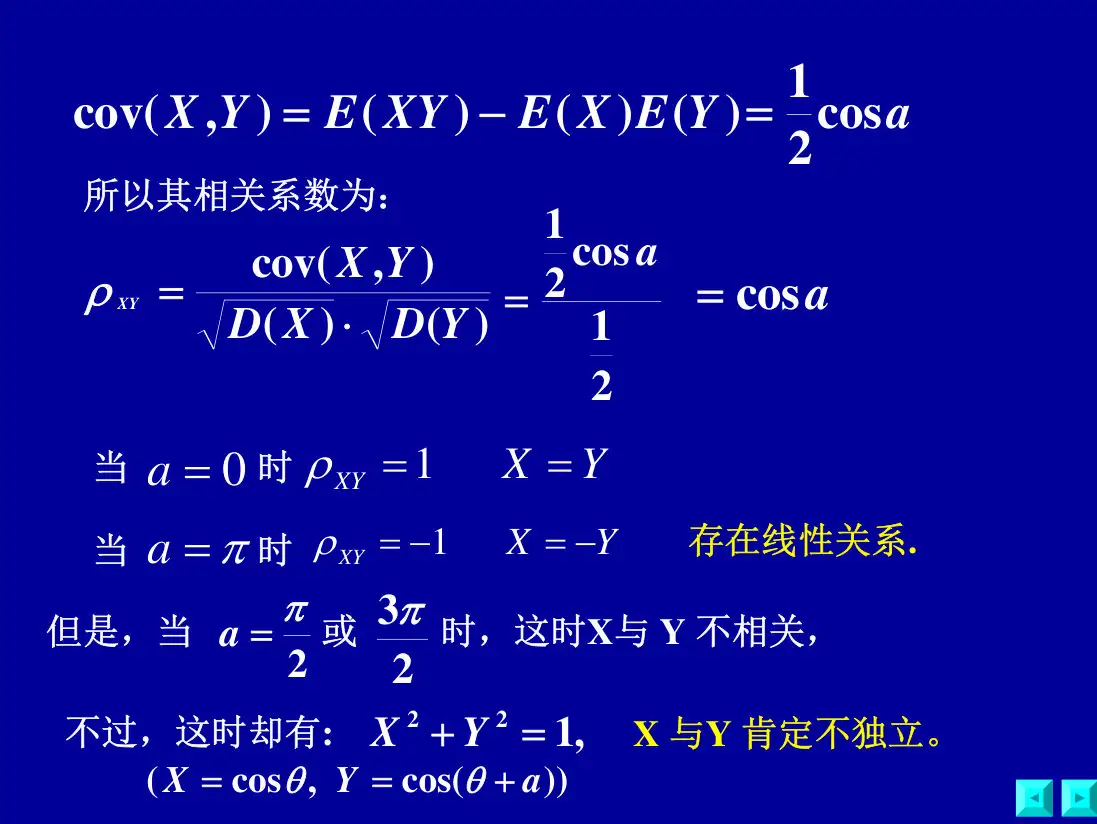 cov(X,Y) = E(XY) − E(X)E(Y) = 1/2 cos a
所以其相关系数为:
ρ_XY = cov(X,Y) / (√D(X) · √D(Y)) = (1/2 cos a) / (1/2) = cos a
当 a = 0 时 ρ_XY = 1 X = Y
当 a = π 时 ρ_XY = −1 X = −Y 存在线性关系.
但是，当 a = π/2 或 3π/2 时，这时X与 Y 不相关，
不过，这时却有: X² + Y² = 1, X 与Y 肯定不独立。
(X = cosθ, Y = cos(θ + a))